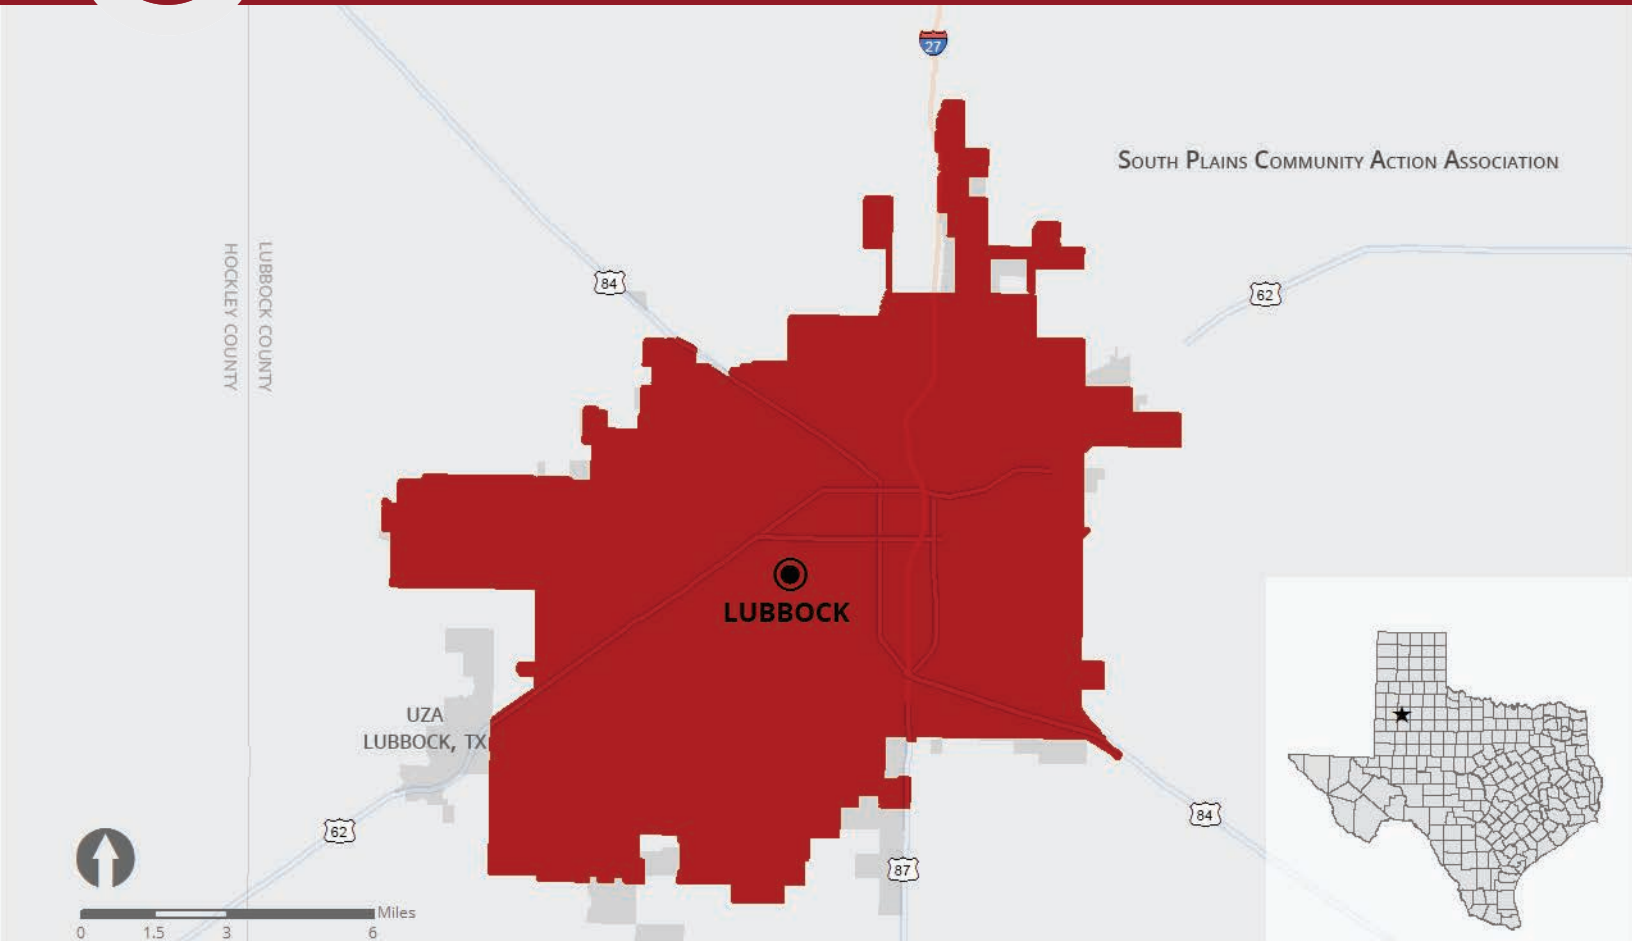 27
SOUTH PLAINS COMMUNITY ACTION ASSOCIATION
HOCKLEY COUNTY
LUBBOCK COUNTY
84
62
LUBBOCK
UZA
LUBBOCK, TX
62
84
87
Miles
0 1.5 3 6